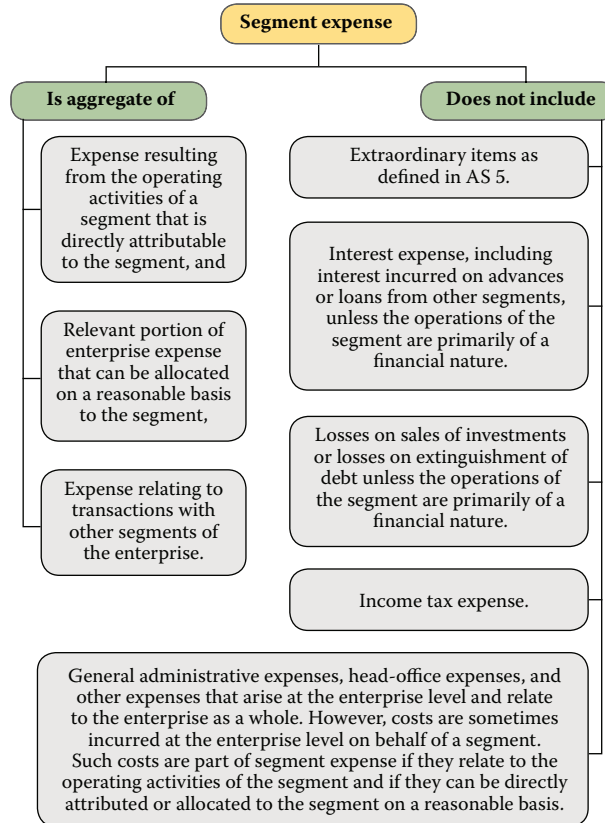 Segment expense
Is aggregate of
Expense resulting
from the operating
activities of a
segment that is
directly attributable
to the segment, and
Relevant portion of
enterprise expense
that can be allocated
on a reasonable basis
to the segment,
Expense relating to
transactions with
other segments of
the enterprise.
Does not include
Extraordinary items as
defined in AS 5.
Interest expense, including
interest incurred on advances
or loans from other segments,
unless the operations of the
segment are primarily of a
financial nature.
Losses on sales of investments
or losses on extinguishment of
debt unless the operations of
the segment are primarily of a
financial nature.
Income tax expense.
General administrative expenses, head-office expenses, and
other expenses that arise at the enterprise level and relate
to the enterprise as a whole. However, costs are sometimes
incurred at the enterprise level on behalf of a segment.
Such costs are part of segment expense if they relate to the
operating activities of the segment and if they can be directly
attributed or allocated to the segment on a reasonable basis.